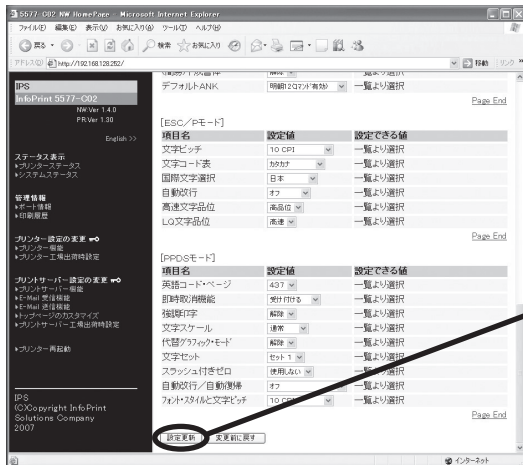 5577-C02 NW HomePage - Microsoft Internet Explorer
ファイル(F) 編集(E) 表示(V) お気に入り(A) ツール(T) ヘルプ(H)
戻る 検索 お気に入り
アドレス(D) http://192.168.128.252/ 移動 リンク
IPS
InfoPrint 5577-C02
NW Ver 1.4.0
PR Ver 1.30
English >>
ステータス表示
プリンターステータス
システムステータス
管理情報
ポート情報
印刷履歴
プリンター設定の変更
プリンター機能
プリンター工場出荷時設定
プリントサーバー設定の変更
プリントサーバー機能
E-Mail 受信機能
E-Mail 送信機能
トップページのカスタマイズ
プリントサーバー工場出荷時設定
プリンター再起動
IPS
(C)Copyright InfoPrint
Solutions Company
2007
解除 一覧より選択
デフォルトANK 明朝12(コマンド有効) 一覧より選択
Page End
[ESC/Pモード]
項目名 設定値 設定できる値
文字ピッチ 10 CPI 一覧より選択
文字コード表 カタカナ 一覧より選択
国際文字選択 日本 一覧より選択
自動改行 オフ 一覧より選択
高速文字品位 高品位 一覧より選択
LQ文字品位 高速 一覧より選択
Page End
[PPDSモード]
項目名 設定値 設定できる値
英語コード・ページ 437 一覧より選択
即時取消機能 受け付ける 一覧より選択
強調印字 解除 一覧より選択
文字スケール 通常 一覧より選択
代替グラフィック・モード 解除 一覧より選択
文字セット セット 1 一覧より選択
スラッシュ付きゼロ 使用しない 一覧より選択
自動改行/自動復帰 オフ 一覧より選択
フォント・スタイルと文字ピッチ 10 CPI 一覧より選択
Page End
設定更新 変更前に戻す
インターネット